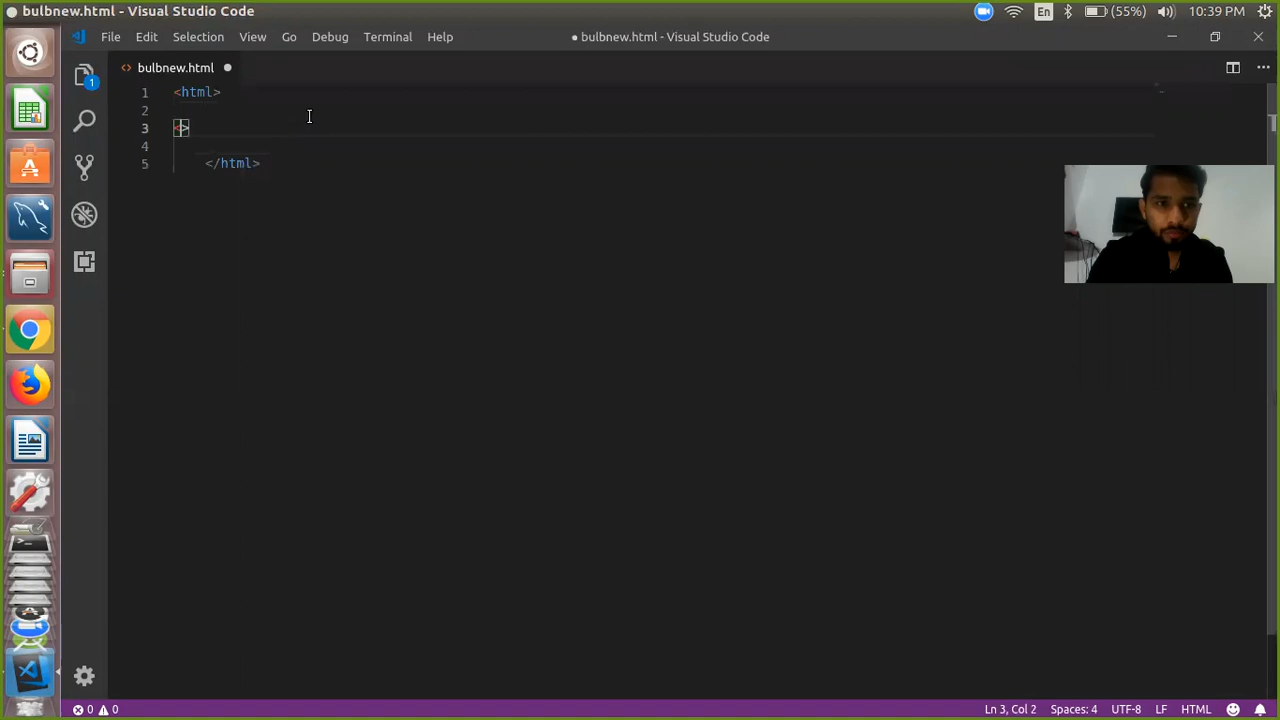 bulbnew.html - Visual Studio Code
En
(55%)
10:39 PM
File Edit Selection View Go Debug Terminal Help
● bulbnew.html - Visual Studio Code
1
<> bulbnew.html ●
1 <html>
2
3 <>
4
5 </html>
0 0
Ln 3, Col 2 Spaces: 4 UTF-8 LF HTML